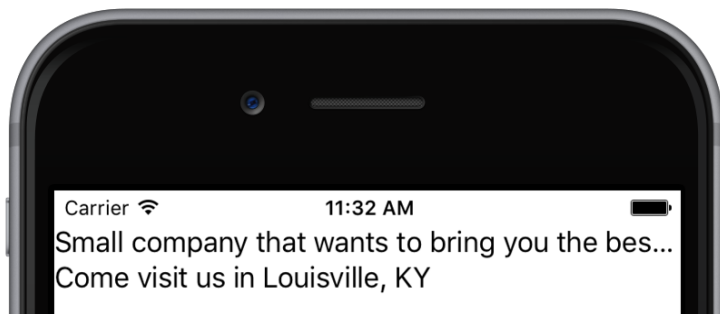 Carrier 11:32 AM
Small company that wants to bring you the bes...
Come visit us in Louisville, KY